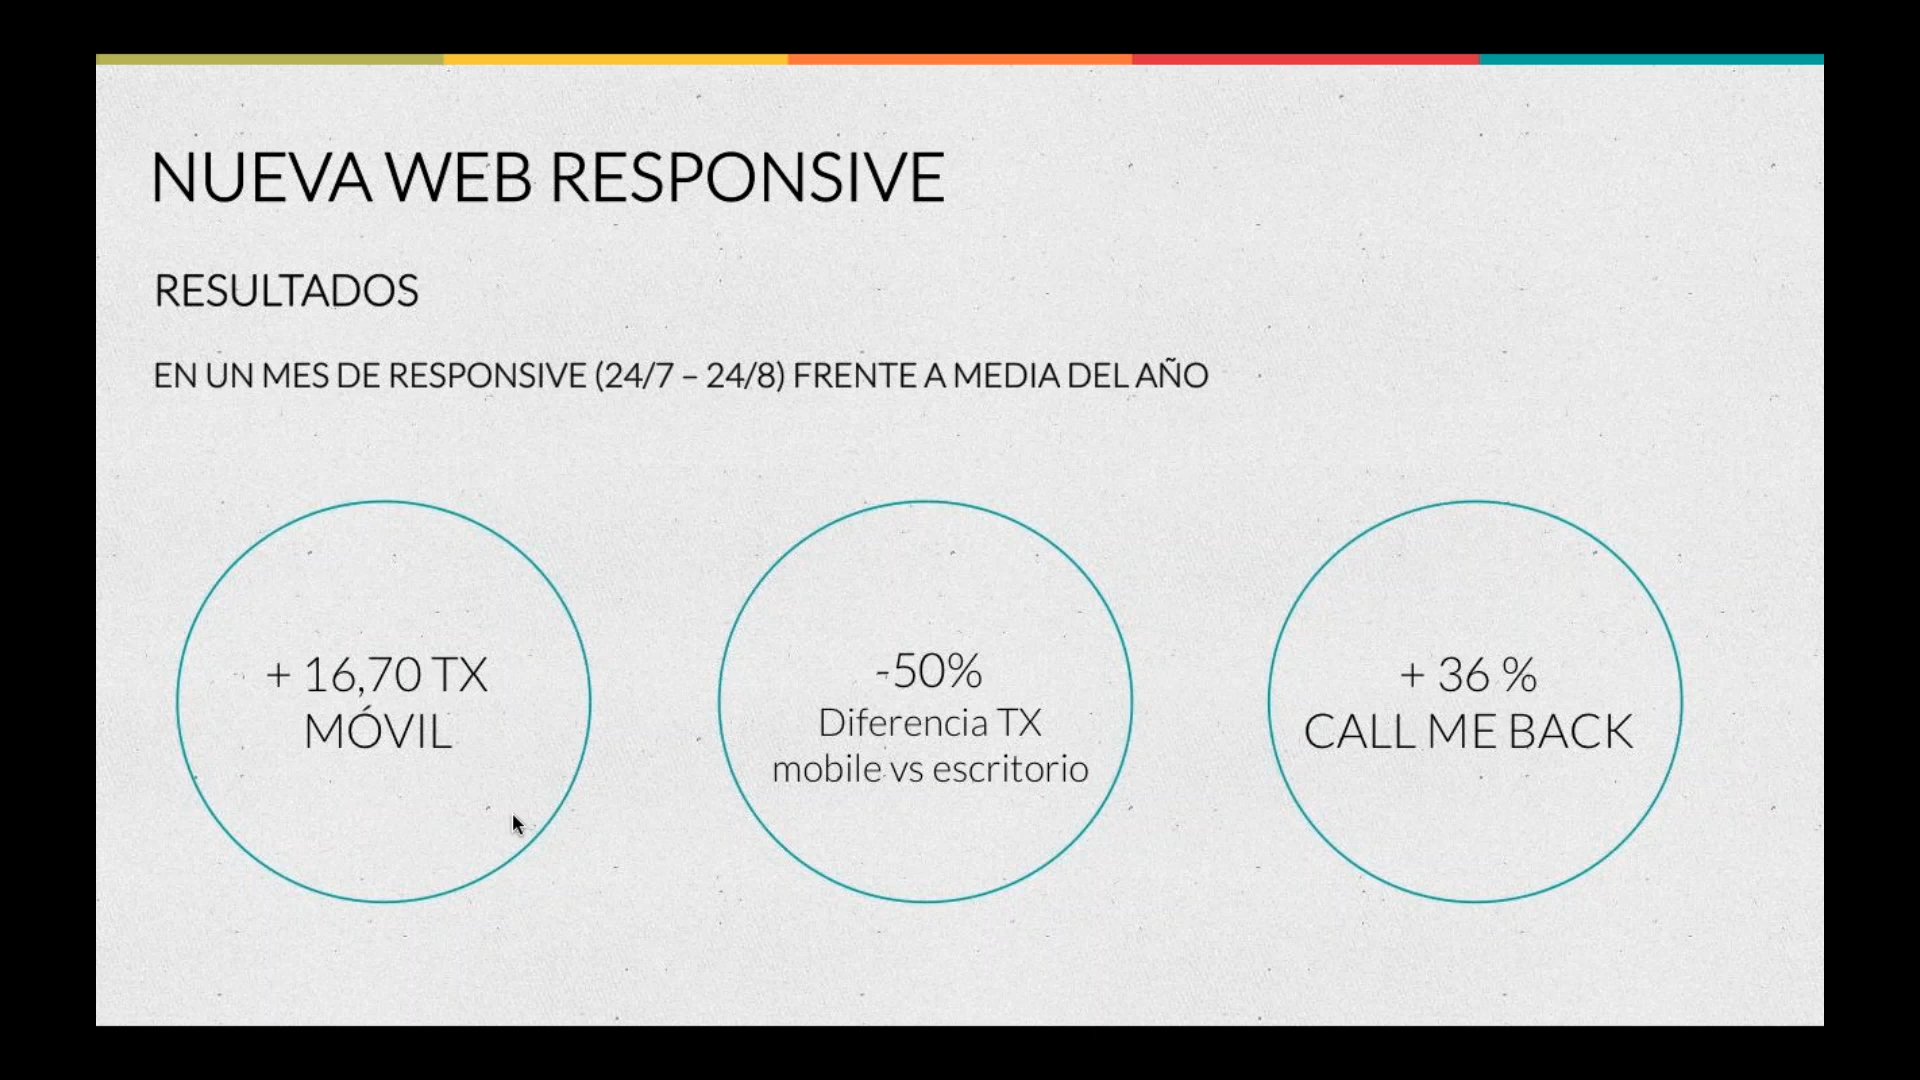 NUEVA WEB RESPONSIVE
RESULTADOS
EN UN MES DE RESPONSIVE (24/7 – 24/8) FRENTE A MEDIA DEL AÑO
+ 16,70 TX
MÓVIL
-50%
Diferencia TX
mobile vs escritorio
+ 36 %
CALL ME BACK